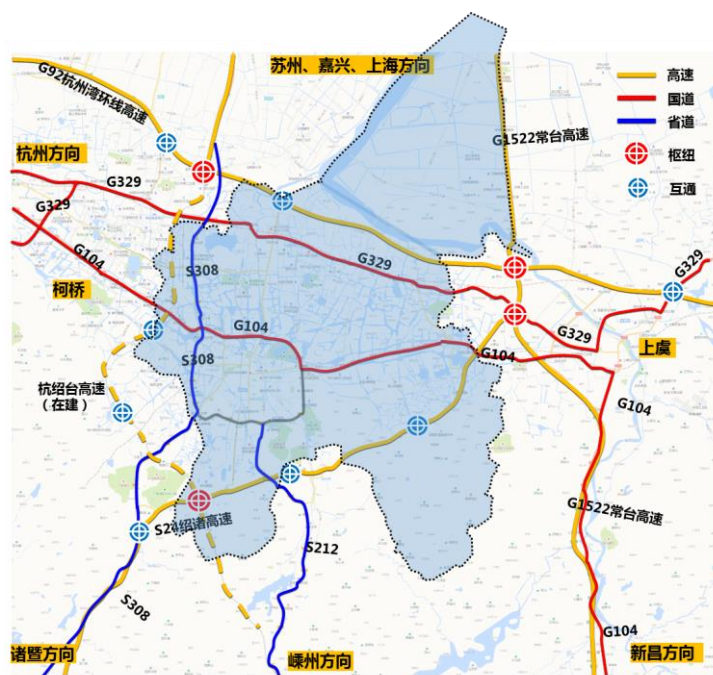 苏州、嘉兴、上海方向
G92杭州湾环线高速
高速
国道
省道
枢纽
互通
G1522常台高速
杭州方向
G329
G329
G104
S308
G329
G329
柯桥
G104
G329
上虞
S308
G104
杭绍台高速
（在建）
G104
G1522常台高速
S24绍诸高速
S212
S308
G104
诸暨方向
嵊州方向
新昌方向